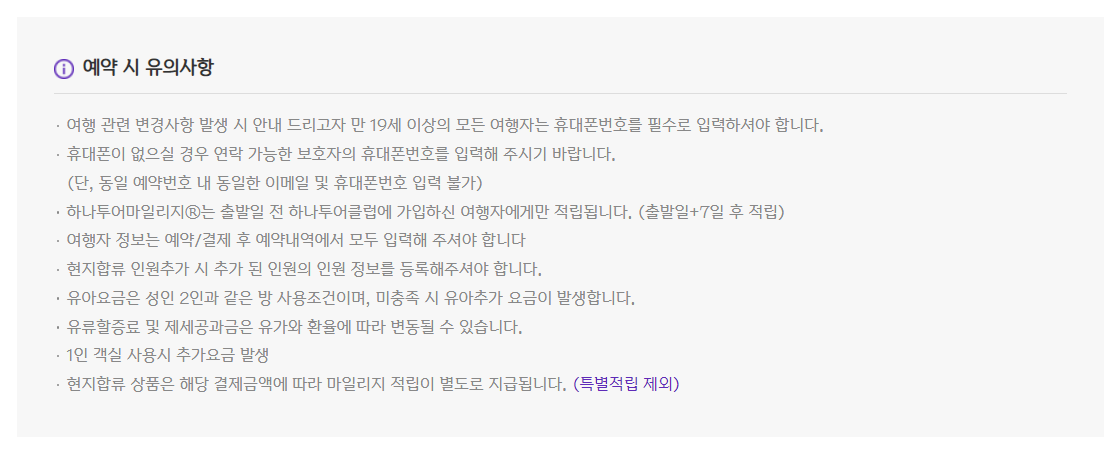 예약 시 유의사항
· 여행 관련 변경사항 발생 시 안내 드리고자 만 19세 이상의 모든 여행자는 휴대폰번호를 필수로 입력하셔야 합니다.
· 휴대폰이 없으실 경우 연락 가능한 보호자의 휴대폰번호를 입력해 주시기 바랍니다.
(단, 동일 예약번호 내 동일한 이메일 및 휴대폰번호 입력 불가)
· 하나투어마일리지®는 출발일 전 하나투어클럽에 가입하신 여행자에게만 적립됩니다. (출발일+7일 후 적립)
· 여행자 정보는 예약/결제 후 예약내역에서 모두 입력해 주셔야 합니다
· 현지합류 인원추가 시 추가 된 인원의 인원 정보를 등록해주셔야 합니다.
· 유아요금은 성인 2인과 같은 방 사용조건이며, 미충족 시 유아추가 요금이 발생합니다.
· 유류할증료 및 제세공과금은 유가와 환율에 따라 변동될 수 있습니다.
· 1인 객실 사용시 추가요금 발생
· 현지합류 상품은 해당 결제금액에 따라 마일리지 적립이 별도로 지급됩니다. (특별적립 제외)